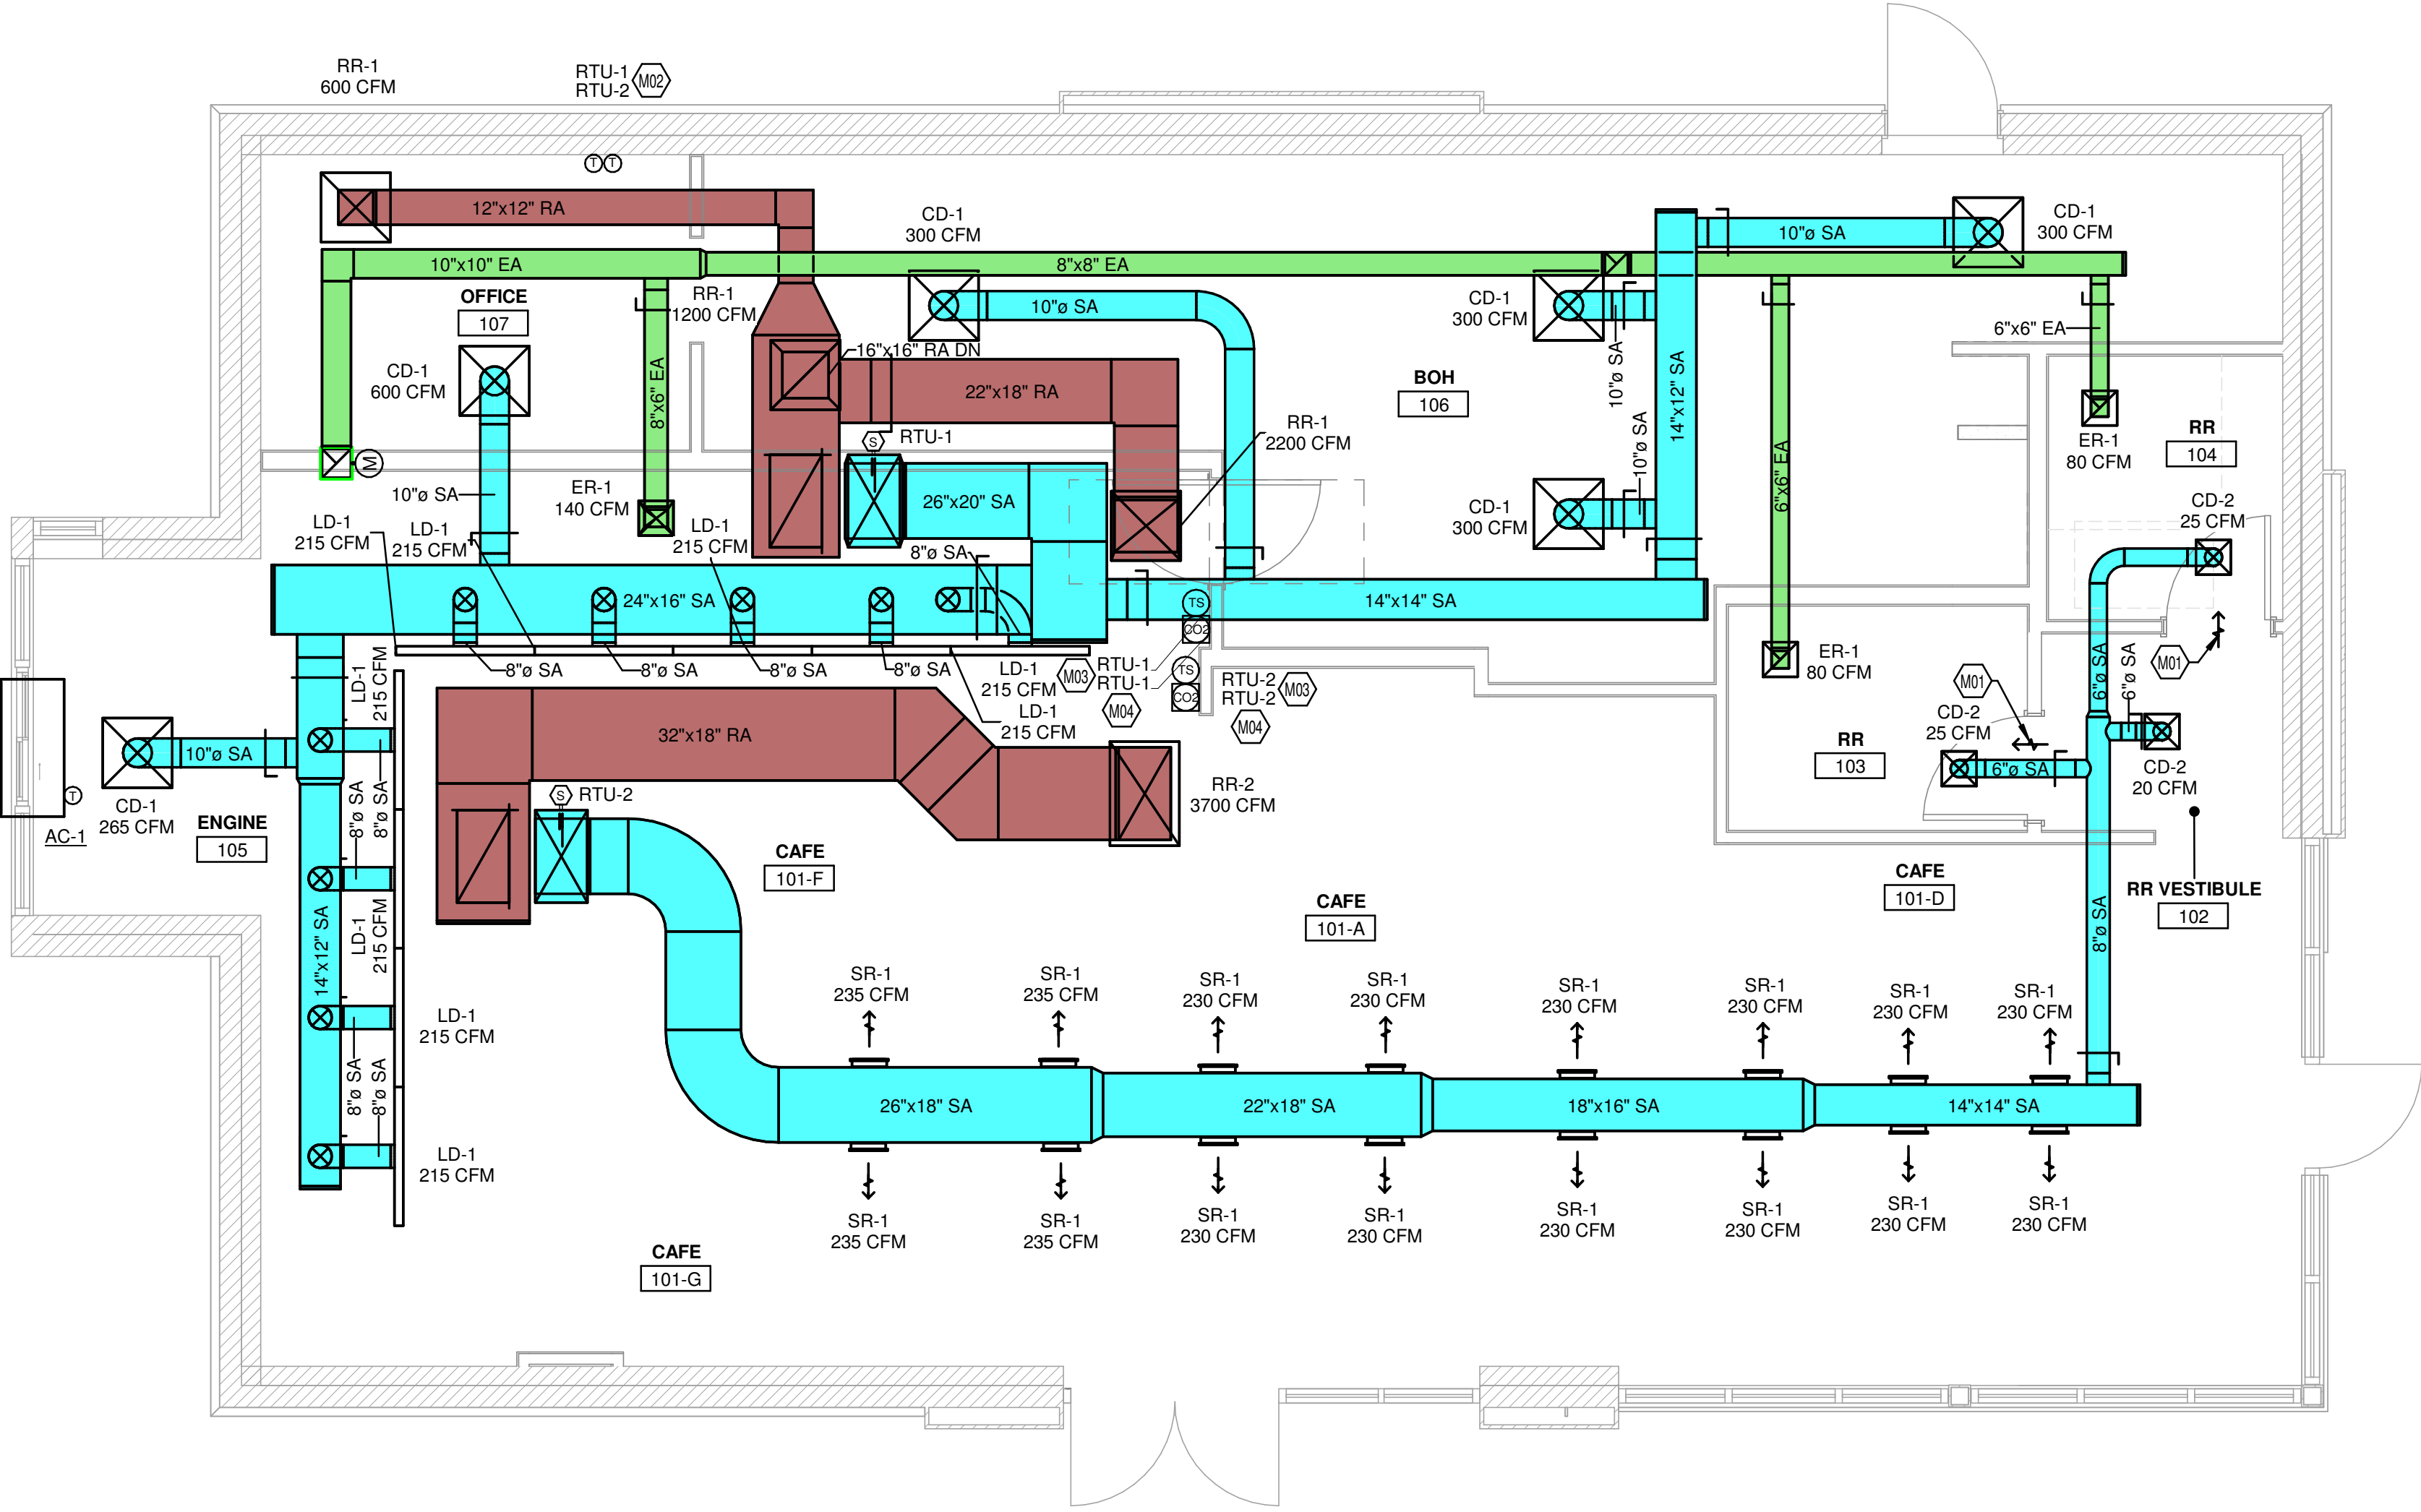 RR-1
600 CFM
RTU-1
RTU-2
M02
T
T
12"x12" RA
CD-1
300 CFM
10"ø SA
CD-1
300 CFM
10"x10" EA
8"x8" EA
OFFICE
107
RR-1
1200 CFM
10"ø SA
CD-1
300 CFM
10"ø SA
6"x6" EA
16"x16" RA DN
CD-1
600 CFM
8"x6" EA
22"x18" RA
BOH
106
14"x12" SA
RR-1
2200 CFM
S
RTU-1
M
ER-1
80 CFM
RR
104
10"ø SA
10"ø SA
6"x6" EA
ER-1
140 CFM
26"x20" SA
CD-1
300 CFM
CD-2
25 CFM
LD-1
215 CFM
LD-1
215 CFM
LD-1
215 CFM
8"ø SA
24"x16" SA
14"x14" SA
TS
CO2
8"ø SA
8"ø SA
8"ø SA
8"ø SA
LD-1
215 CFM
M03
RTU-1
RTU-1
TS
CO2
RTU-2
RTU-2
M03
M04
M04
LD-1
215 CFM
ER-1
80 CFM
M01
M01
6"ø SA
6"ø SA
LD-1
215 CFM
10"ø SA
32"x18" RA
RR-2
3700 CFM
CD-2
25 CFM
RR
103
6"ø SA
CD-2
20 CFM
T
AC-1
CD-1
265 CFM
ENGINE
105
8"ø SA
8"ø SA
S
RTU-2
CAFE
101-F
CAFE
101-A
CAFE
101-D
RR VESTIBULE
102
8"ø SA
14"x12" SA
LD-1
215 CFM
LD-1
215 CFM
8"ø SA
8"ø SA
LD-1
215 CFM
SR-1
235 CFM
SR-1
235 CFM
SR-1
230 CFM
SR-1
230 CFM
SR-1
230 CFM
SR-1
230 CFM
SR-1
230 CFM
SR-1
230 CFM
26"x18" SA
22"x18" SA
18"x16" SA
14"x14" SA
SR-1
235 CFM
SR-1
235 CFM
SR-1
230 CFM
SR-1
230 CFM
SR-1
230 CFM
SR-1
230 CFM
SR-1
230 CFM
SR-1
230 CFM
CAFE
101-G